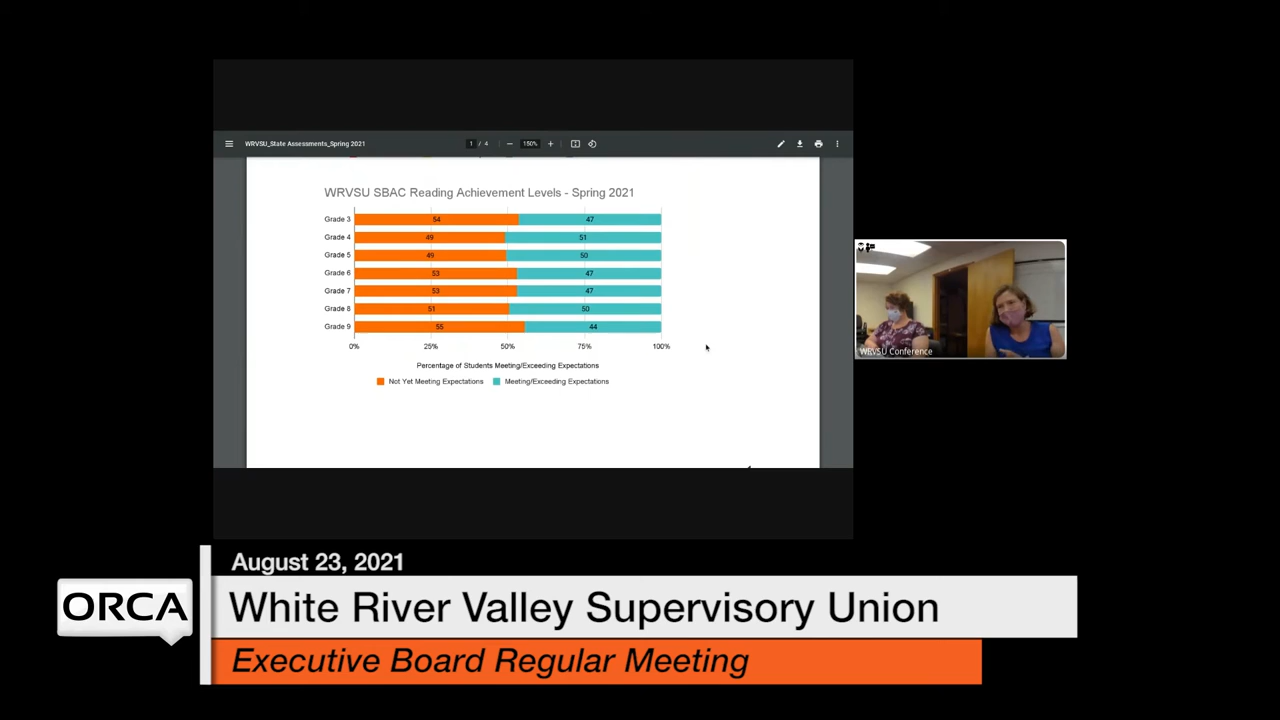 WRVSU_State Assessments_Spring 2021
1 / 4
150%
WRVSU SBAC Reading Achievement Levels - Spring 2021
Grade 3 54 47
Grade 4 49 51
Grade 5 49 50
Grade 6 53 47
Grade 7 53 47
Grade 8 51 50
Grade 9 55 44
0% 25% 50% 75% 100%
Percentage of Students Meeting/Exceeding Expectations
Not Yet Meeting Expectations Meeting/Exceeding Expectations
WRVSU Conference
August 23, 2021
ORCA
White River Valley Supervisory Union
Executive Board Regular Meeting